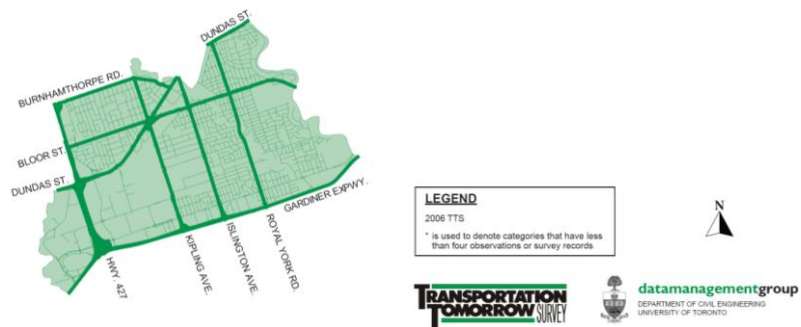 DUNDAS ST.
BURNHAMTHORPE RD.
BLOOR ST.
DUNDAS ST.
GARDINER EXPWY.
HWY. 427
KIPLING AVE.
ISLINGTON AVE.
ROYAL YORK RD.
LEGEND
2006 TTS
* is used to denote categories that have less
than four observations or survey records
N
TRANSPORTATION
TOMORROW SURVEY
datamanagementgroup
DEPARTMENT OF CIVIL ENGINEERING
UNIVERSITY OF TORONTO